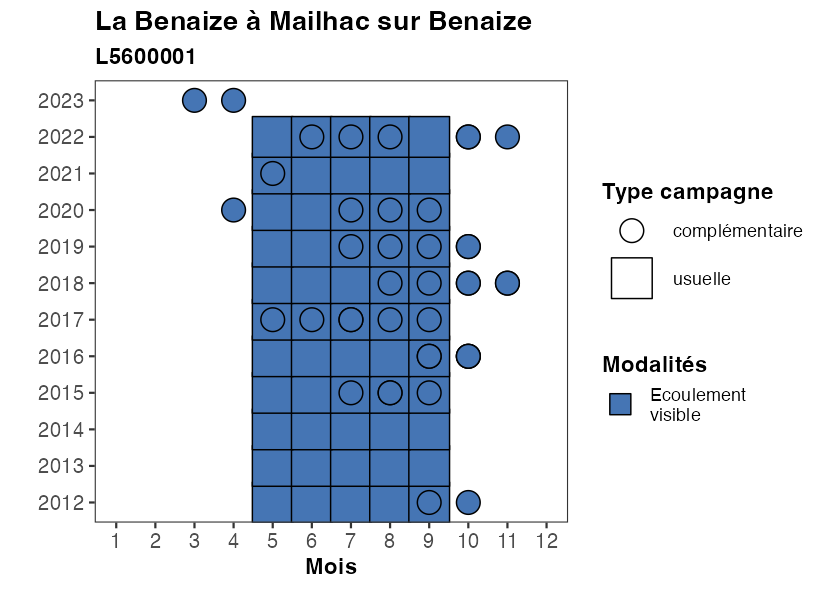 La Benaize à Mailhac sur Benaize
L5600001
2023
2022
2021
2020
2019
2018
2017
2016
2015
2014
2013
2012
1 2 3 4 5 6 7 8 9 10 11 12
Mois
Type campagne
complémentaire
usuelle
Modalités
Ecoulement
visible